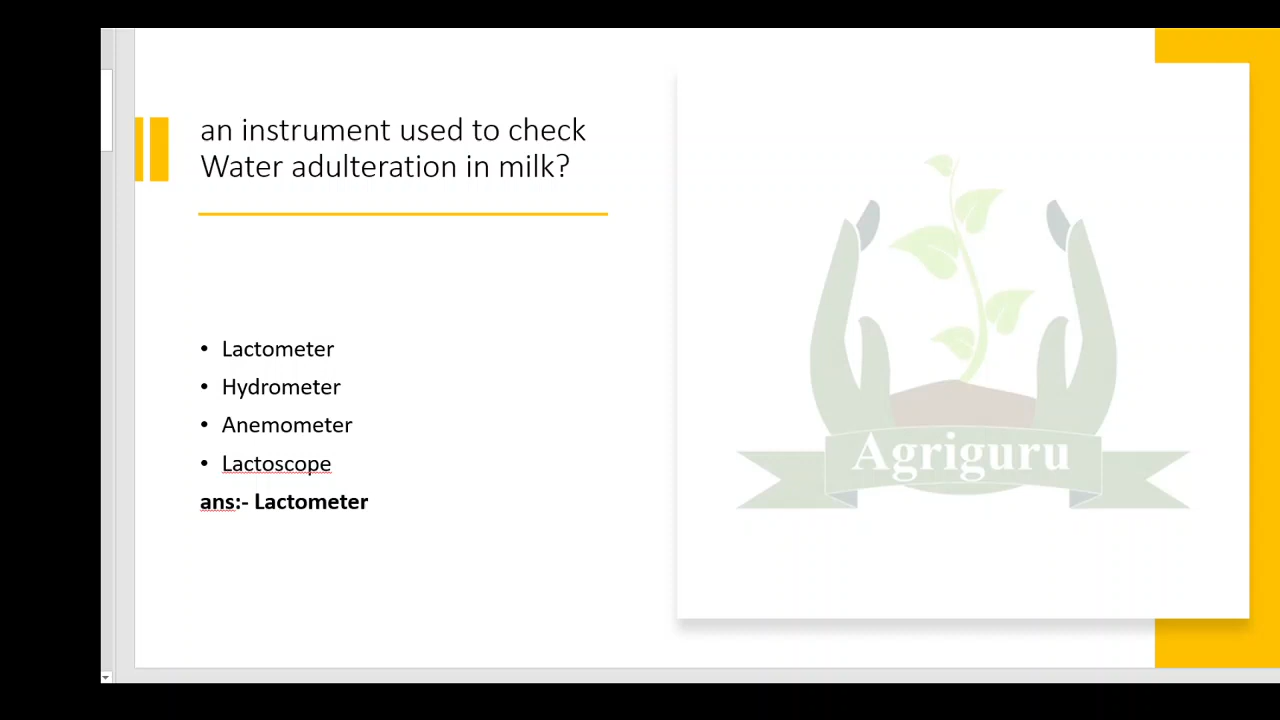 an instrument used to check
Water adulteration in milk?
• Lactometer
• Hydrometer
• Anemometer
• Lactoscope
ans:- Lactometer
Agriguru